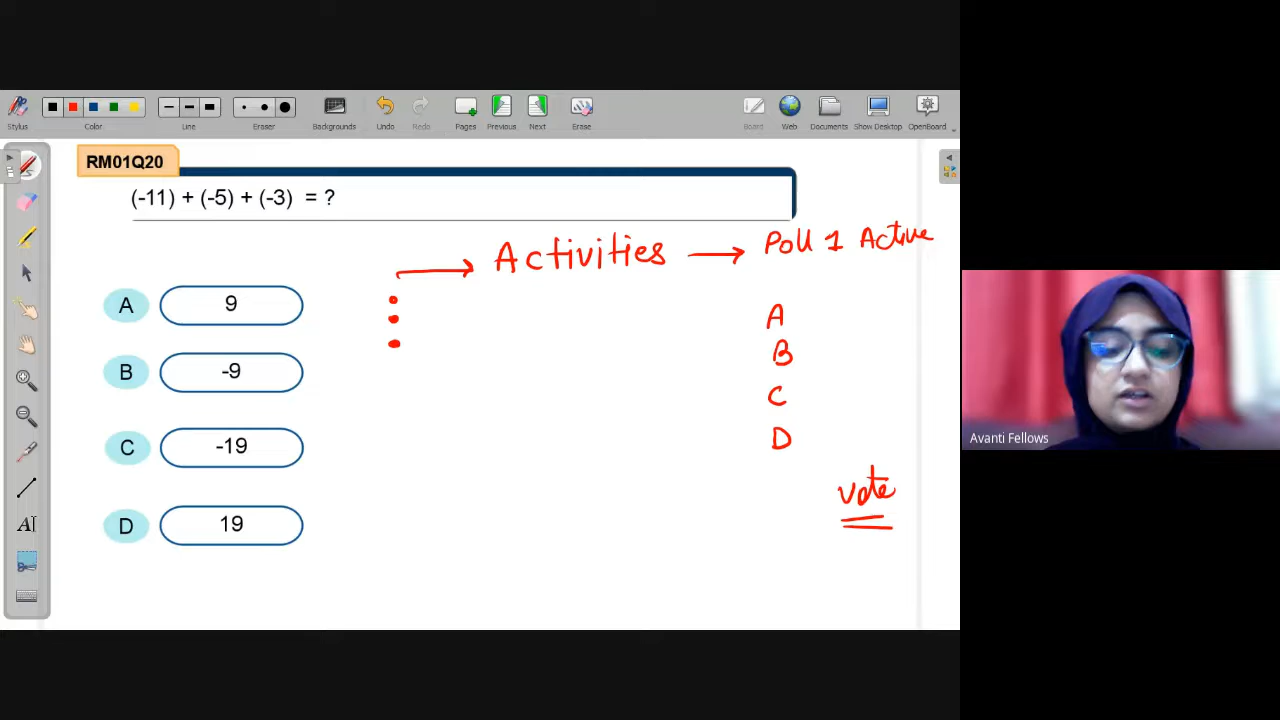 Stylus
Color
Line
Eraser
Backgrounds
Undo
Redo
Pages
Previous
Next
Erase
Board
Web
Documents
Show Desktop
OpenBoard
RM01Q20
(-11) + (-5) + (-3) = ?
Activities → Poll 1 Active
A 9
B -9
C -19
D 19
A
B
C
D
vote
Avanti Fellows